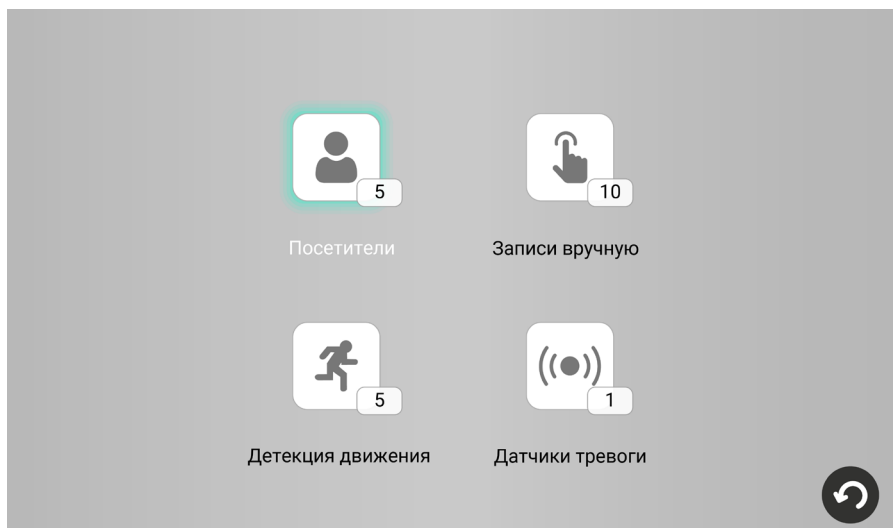 5
10
Посетители
Записи вручную
5
1
Детекция движения
Датчики тревоги